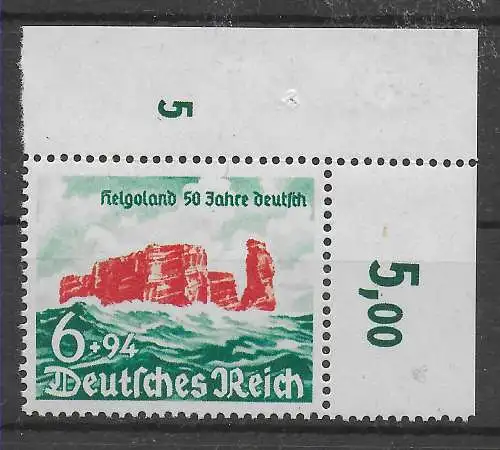 5
Helgoland 50 Jahre deutsch
5,00
6+94
Deutsches Reich